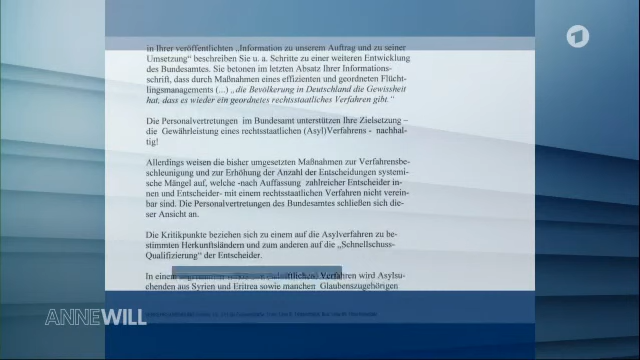 in Ihrer veröffentlichten „Information zu unserem Auftrag und zu seiner
Umsetzung“ beschreiben Sie u. a. Schritte zu einer weiteren Entwicklung
des Bundesamtes. Sie betonen im letzten Absatz Ihrer Informations-
schrift, dass durch Maßnahmen eines effizienten und geordneten Flücht-
lingsmanagements (...) „die Bevölkerung in Deutschland die Gewissheit
hat, dass es wieder ein geordnetes rechtsstaatliches Verfahren gibt.“
Die Personalvertretungen im Bundesamt unterstützen Ihre Zielsetzung –
die Gewährleistung eines rechtsstaatlichen (Asyl)Verfahrens - nachhal-
tig!
Allerdings weisen die bisher umgesetzten Maßnahmen zur Verfahrensbe-
schleunigung und zur Erhöhung der Anzahl der Entscheidungen systemi-
sche Mängel auf, welche -nach Auffassung zahlreicher Entscheider in-
nen und Entscheider- mit einem rechtsstaatlichen Verfahren nicht verein-
bar sind. Die Personalvertretungen des Bundesamtes schließen sich die-
ser Ansicht an.
Die Kritikpunkte beziehen sich zu einem auf die Asylverfahren zu be-
stimmten Herkunftsländern und zum anderen auf die „Schnellschuss-
Qualifizierung“ der Entscheider.
In einem (schriftlichen) Verfahren wird Asylsu-
chenden aus Syrien und Eritrea sowie manchen Glaubenszugehörigen
ANNE WILL
1